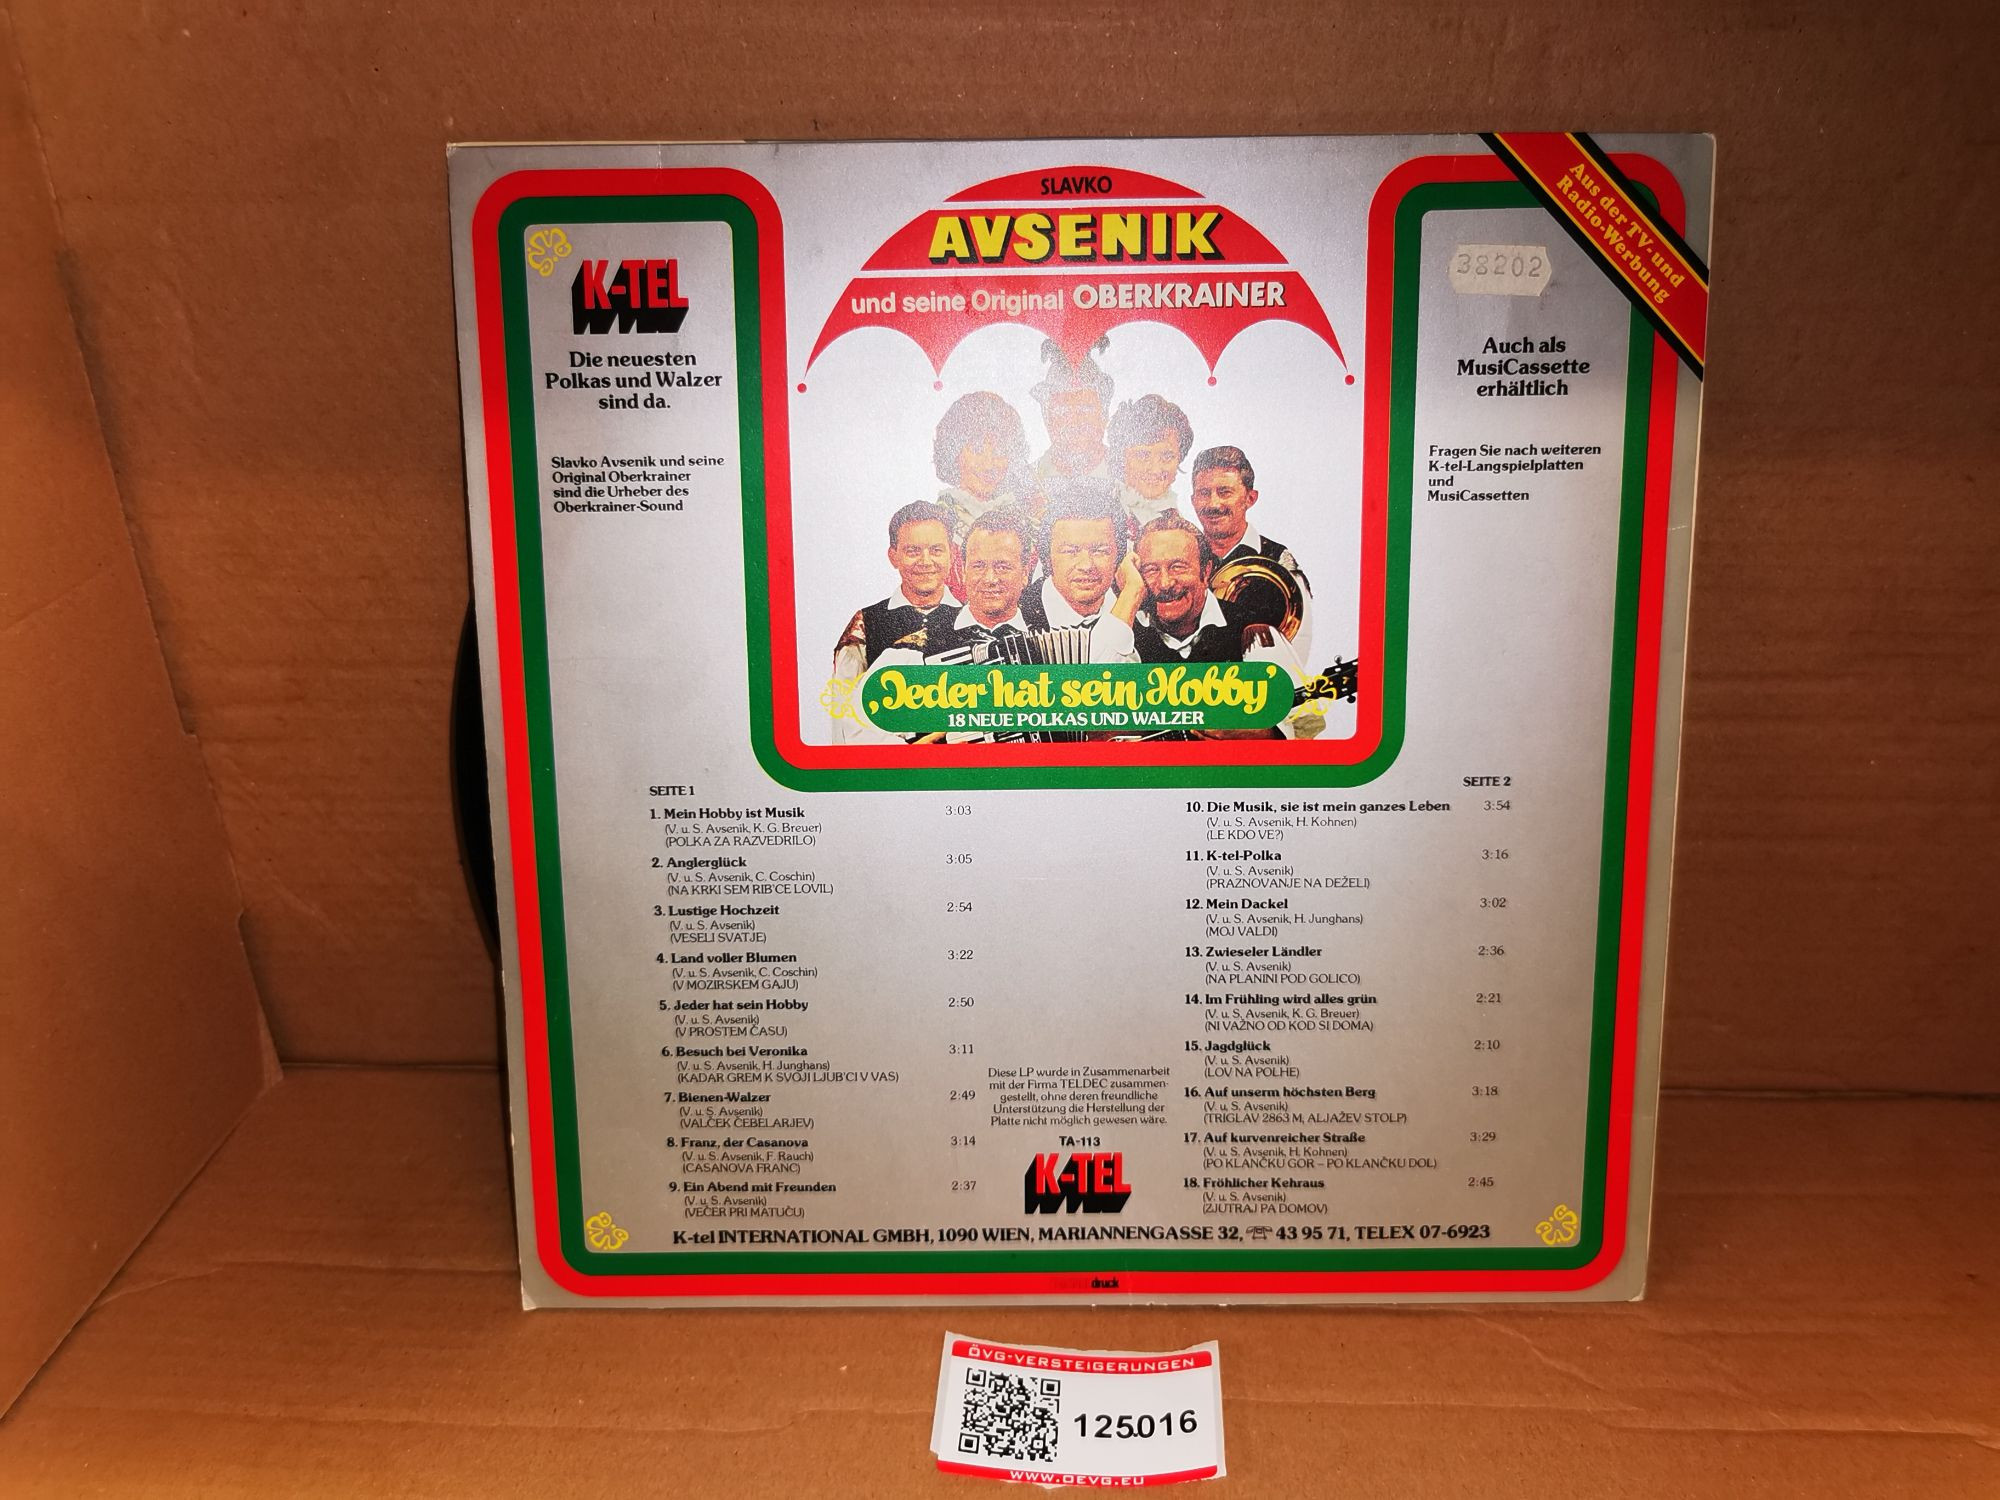 SLAVKO
AVSENIK
und seine Original OBERKRAINER
Aus der TV- und
Radio-Werbung
K-TEL
Die neuesten
Polkas und Walzer
sind da.
Slavko Avsenik und seine
Original Oberkrainer
sind die Urheber des
Oberkrainer-Sound
38202
Auch als
MusiCassette
erhältlich
Fragen Sie nach weiteren
K-tel-Langspielplatten
und
MusiCassetten
‚Jeder hat sein Hobby’
18 NEUE POLKAS UND WALZER
SEITE 1
1. Mein Hobby ist Musik 3:03
(V. u. S. Avsenik, K. G. Breuer)
(POLKA ZA RAZVEDRILO)
2. Anglerglück 3:05
(V. u. S. Avsenik, C. Coschin)
(NA KRKI SEM RIB'CE LOVIL)
3. Lustige Hochzeit 2:54
(V. u. S. Avsenik)
(VESELI SVATJE)
4. Land voller Blumen 3:22
(V. u. S. Avsenik, C. Coschin)
(V MOZIRSKEM GAJU)
5. Jeder hat sein Hobby 2:50
(V. u. S. Avsenik)
(V PROSTEM ČASU)
6. Besuch bei Veronika 3:11
(V. u. S. Avsenik, H. Junghans)
(KADAR GREM K SVOJI LJUB'CI V VAS)
7. Bienen-Walzer 2:49
(V. u. S. Avsenik)
(VALČEK ČEBELARJEV)
8. Franz, der Casanova 3:14
(V. u. S. Avsenik, F. Rauch)
(CASANOVA FRANC)
9. Ein Abend mit Freunden 2:37
(V. u. S. Avsenik)
(VEČER PRI MATUČU)
Diese LP wurde in Zusammenarbeit
mit der Firma TELDEC zusammen-
gestellt, ohne deren freundliche
Unterstützung die Herstellung der
Platte nicht möglich gewesen wäre.
TA-113
K-TEL
SEITE 2
10. Die Musik, sie ist mein ganzes Leben 3:54
(V. u. S. Avsenik, H. Kohnen)
(LE KDO VE?)
11. K-tel-Polka 3:16
(V. u. S. Avsenik)
(PRAZNOVANJE NA DEŽELI)
12. Mein Dackel 3:02
(V. u. S. Avsenik, H. Junghans)
(MOJ VALDI)
13. Zwieseler Ländler 2:36
(V. u. S. Avsenik)
(NA PLANINI POD GOLICO)
14. Im Frühling wird alles grün 2:21
(V. u. S. Avsenik, K. G. Breuer)
(NI VAŽNO OD KOD SI DOMA)
15. Jagdglück 2:10
(V. u. S. Avsenik)
(LOV NA POLHE)
16. Auf unserm höchsten Berg 3:18
(V. u. S. Avsenik)
(TRIGLAV 2863 M, ALJAŽEV STOLP)
17. Auf kurvenreicher Straße 3:29
(V. u. S. Avsenik, H. Kohnen)
(PO KLANČKU GOR – PO KLANČKU DOL)
18. Fröhlicher Kehraus 2:45
(V. u. S. Avsenik)
(ZJUTRAJ PA DOMOV)
K-tel INTERNATIONAL GMBH, 1090 WIEN, MARIANNENGASSE 32, ☏ 43 95 71, TELEX 07-6923
druck
ÖVG-VERSTEIGERUNGEN
125.016
WWW.OEVG.EU